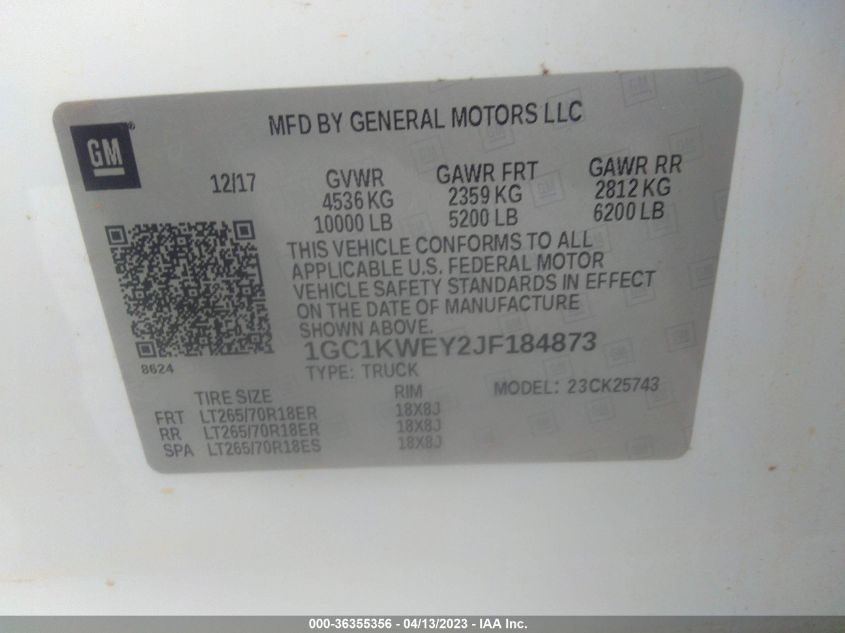 MFD BY GENERAL MOTORS LLC
GM®
12/17
GVWR GAWR FRT GAWR RR
4536 KG 2359 KG 2812 KG
10000 LB 5200 LB 6200 LB
THIS VEHICLE CONFORMS TO ALL
APPLICABLE U.S. FEDERAL MOTOR
VEHICLE SAFETY STANDARDS IN EFFECT
ON THE DATE OF MANUFACTURE
SHOWN ABOVE.
1GC1KWEY2JF184873
8624
TYPE: TRUCK
MODEL: 23CK25743
TIRE SIZE RIM
FRT LT265/70R18ER 18X8J
RR LT265/70R18ER 18X8J
SPA LT265/70R18ES 18X8J
000-36355356 - 04/13/2023 - IAA Inc.